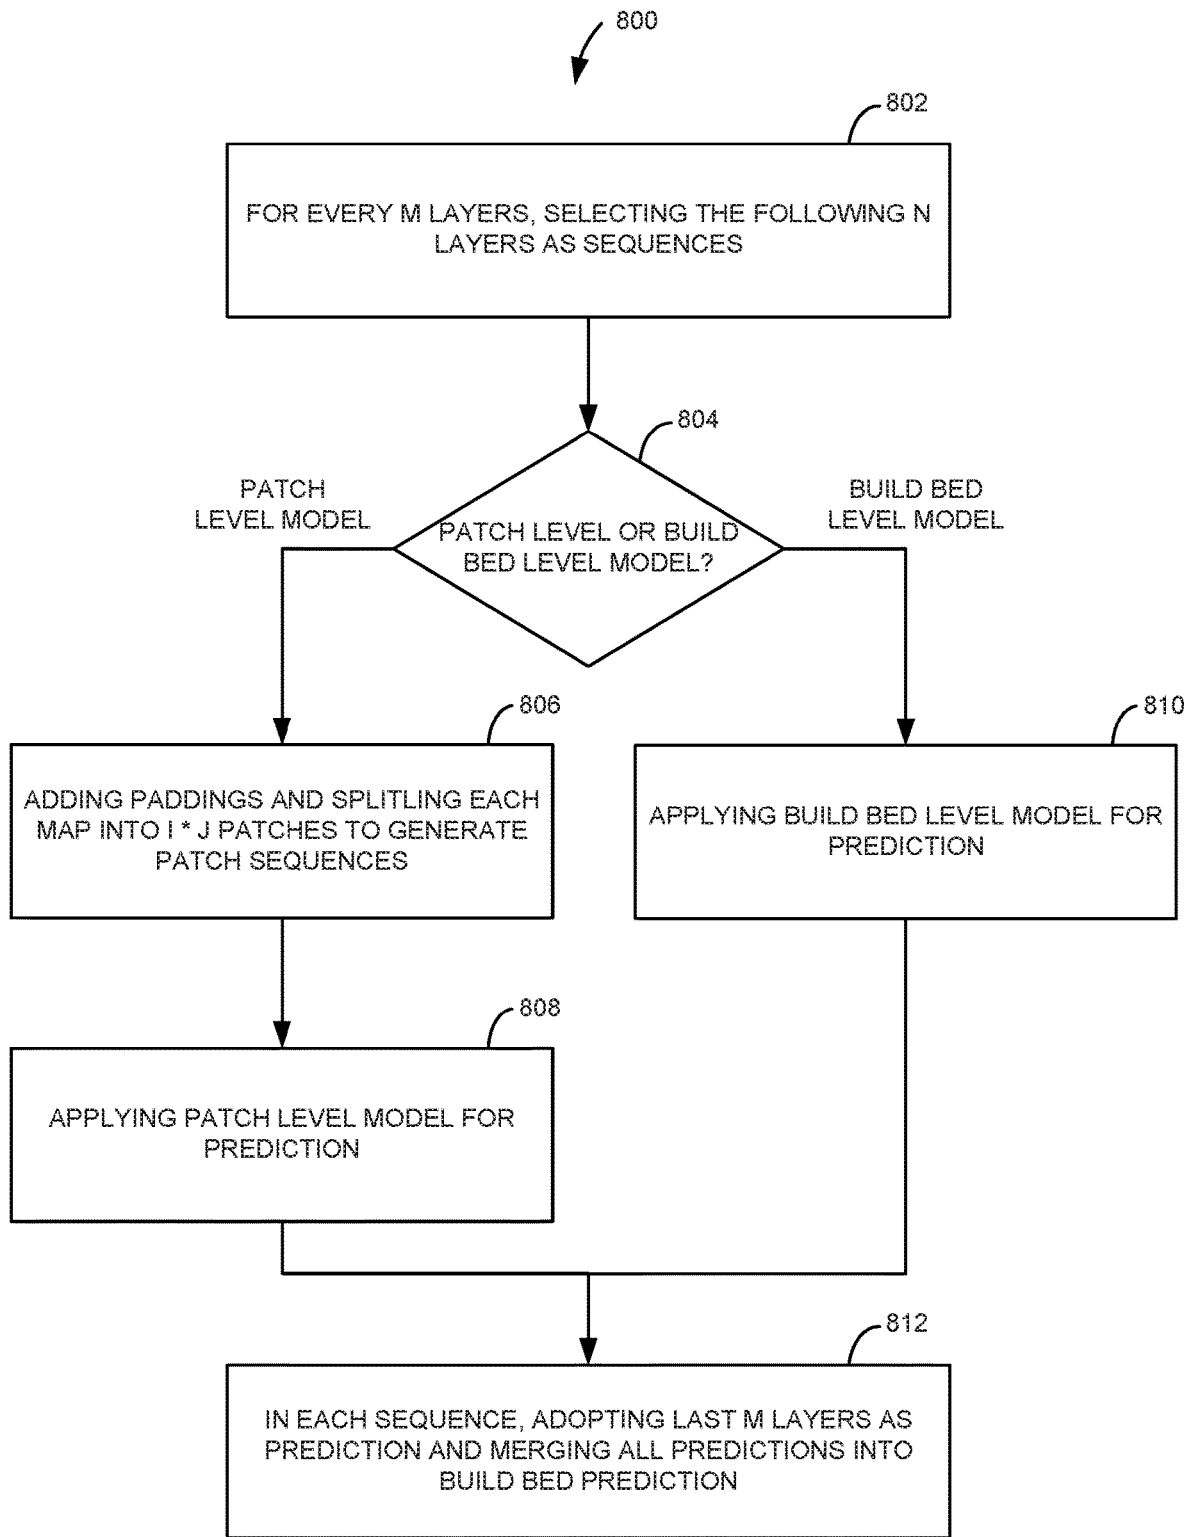 800
802
FOR EVERY M LAYERS, SELECTING THE FOLLOWING N
LAYERS AS SEQUENCES
804
PATCH
LEVEL MODEL
BUILD BED
LEVEL MODEL
PATCH LEVEL OR BUILD
BED LEVEL MODEL?
806
810
ADDING PADDINGS AND SPLITLING EACH
MAP INTO I * J PATCHES TO GENERATE
PATCH SEQUENCES
APPLYING BUILD BED LEVEL MODEL FOR
PREDICTION
808
APPLYING PATCH LEVEL MODEL FOR
PREDICTION
812
IN EACH SEQUENCE, ADOPTING LAST M LAYERS AS
PREDICTION AND MERGING ALL PREDICTIONS INTO
BUILD BED PREDICTION